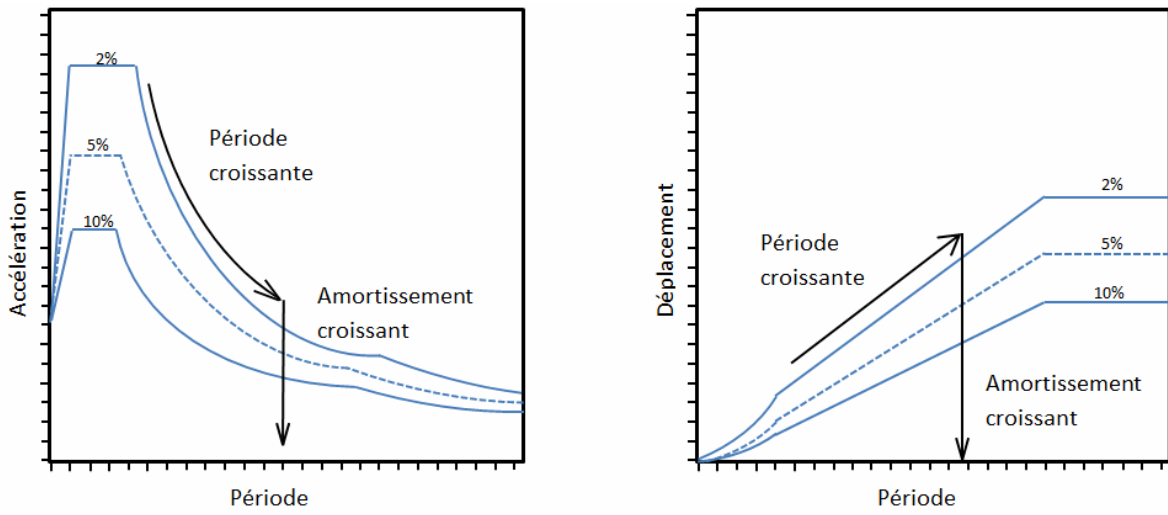 2%
5%
10%
Période
croissante
Amortissement
croissant
Accélération
Période
2%
5%
10%
Période
croissante
Amortissement
croissant
Déplacement
Période